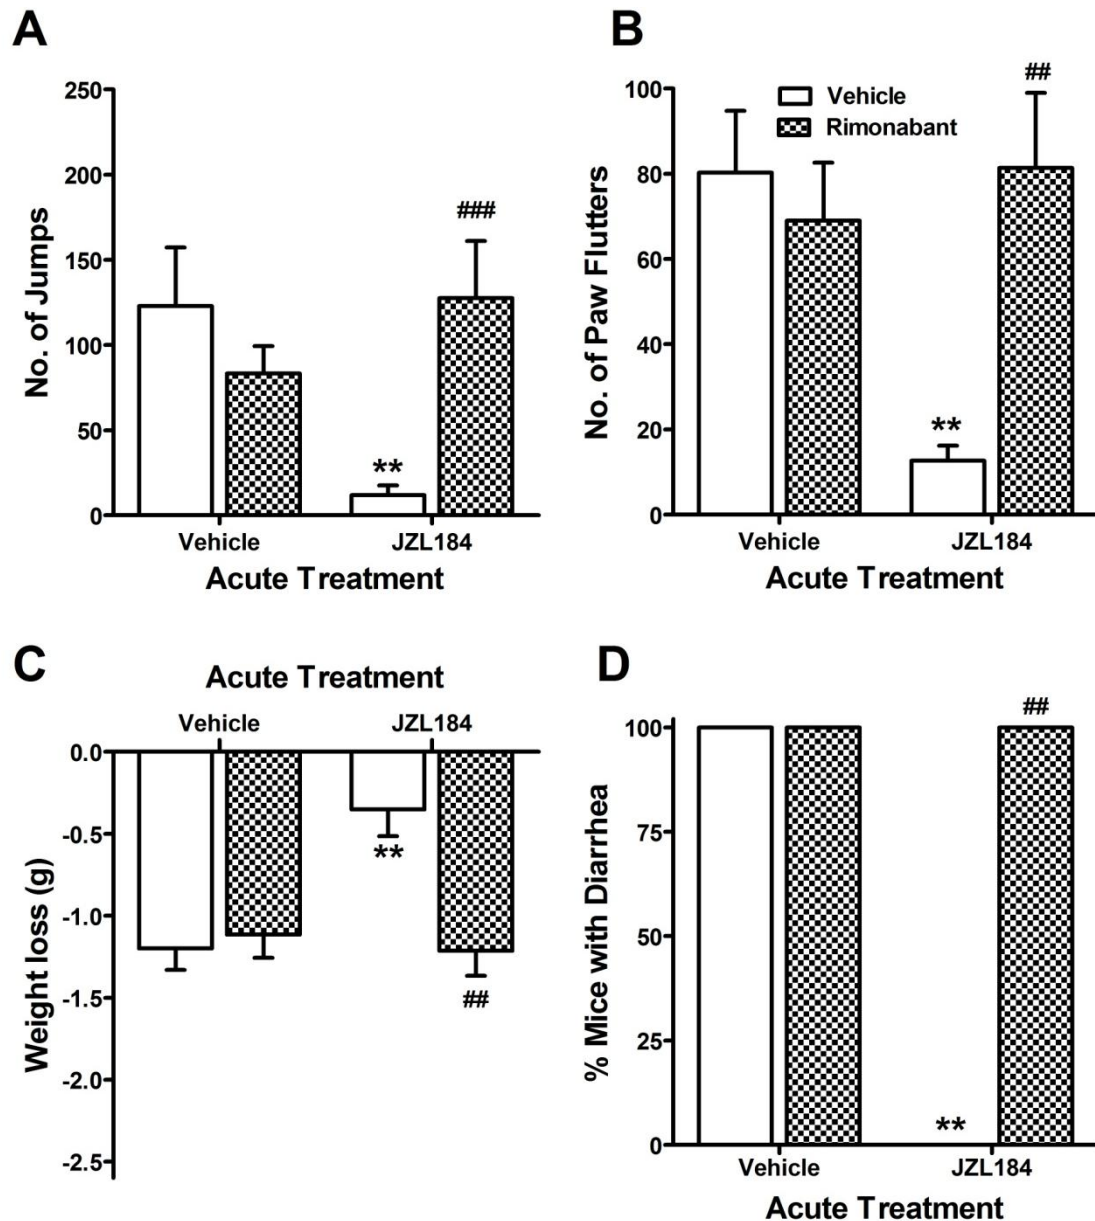 A
No. of Jumps
250
200
150
100
50
0
**
###
Vehicle
JZL184
Acute Treatment
B
No. of Paw Flutters
100
80
60
40
20
0
Vehicle
Rimonabant
**
##
Vehicle
JZL184
Acute Treatment
C
Acute Treatment
Vehicle
JZL184
Weight loss (g)
0.0
-0.5
-1.0
-1.5
-2.0
-2.5
**
##
D
% Mice with Diarrhea
100
75
50
25
0
##
**
Vehicle
JZL184
Acute Treatment